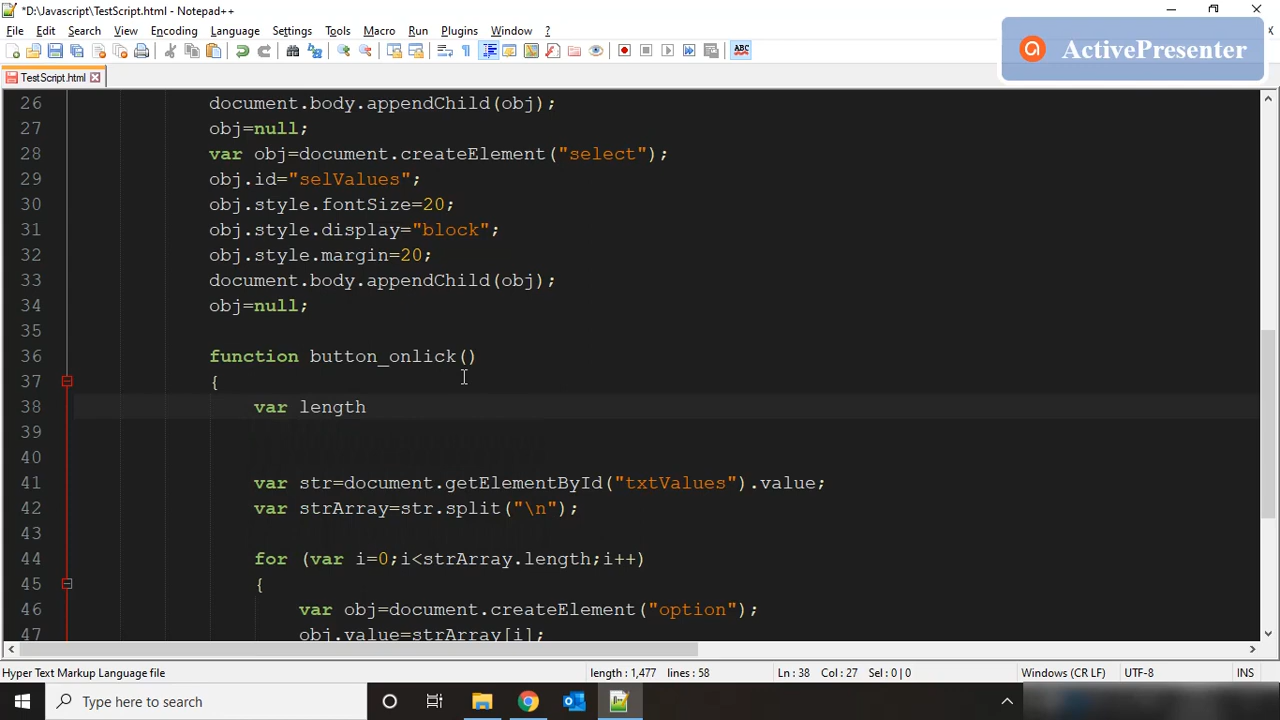 *D:\Javascript\TestScript.html - Notepad++
File Edit Search View Encoding Language Settings Tools Macro Run Plugins Window ?
ActivePresenter
ABC
TestScript.html
26 document.body.appendChild(obj);
27 obj=null;
28 var obj=document.createElement("select");
29 obj.id="selValues";
30 obj.style.fontSize=20;
31 obj.style.display="block";
32 obj.style.margin=20;
33 document.body.appendChild(obj);
34 obj=null;
35
36 function button_onlick()
37 {
38 var length
39
40
41 var str=document.getElementById("txtValues").value;
42 var strArray=str.split("\n");
43
44 for (var i=0;i<strArray.length;i++)
45 {
46 var obj=document.createElement("option");
47 obj.value=strArray[i];
Hyper Text Markup Language file length : 1,477 lines : 58 Ln : 38 Col : 27 Sel : 0 | 0 Windows (CR LF) UTF-8 INS
Type here to search